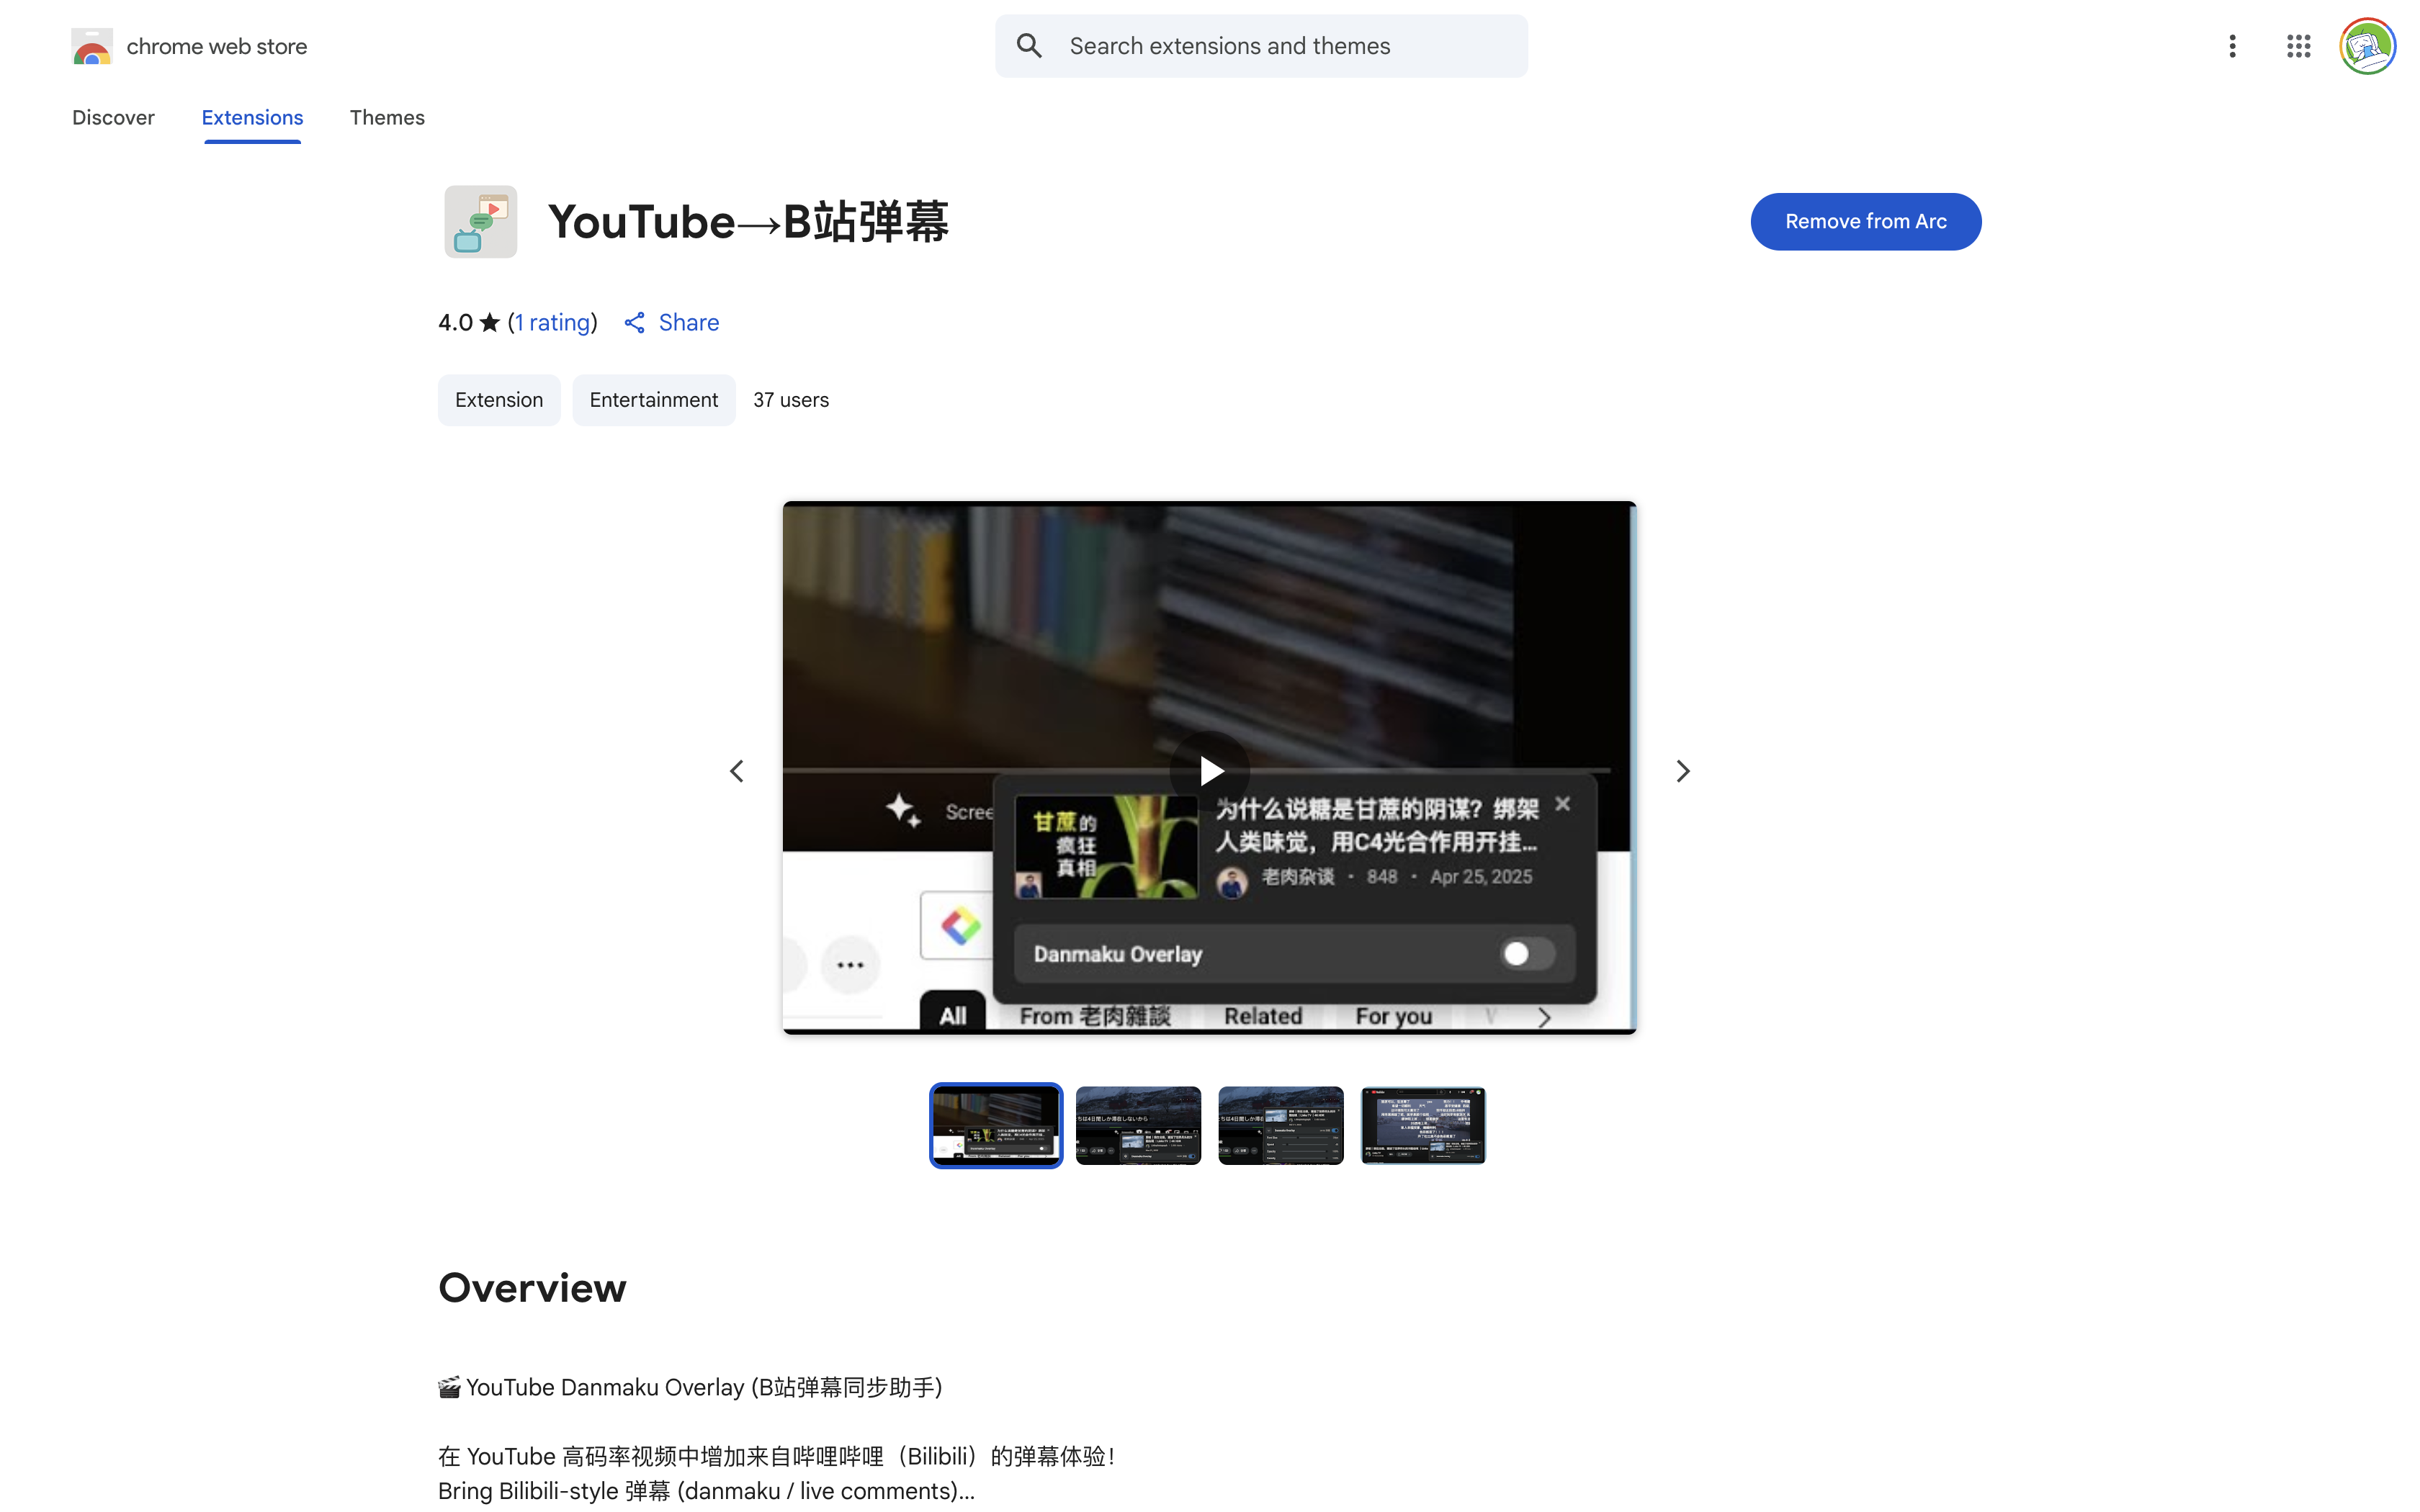 chrome web store
Search extensions and themes
Discover
Extensions
Themes
YouTube→B站弹幕
Remove from Arc
4.0 ★ (1 rating)
Share
Extension
Entertainment
37 users
Scree
甘蔗的
疯狂
真相
为什么说糖是甘蔗的阴谋？绑架
人类味觉，用C4光合作用开挂...
老肉杂谈 · 848 · Apr 25, 2025
Danmaku Overlay
All
From 老肉雜談
Related
For you
Overview
🎬 YouTube Danmaku Overlay (B站弹幕同步助手)
在 YouTube 高码率视频中增加来自哔哩哔哩（Bilibili）的弹幕体验！
Bring Bilibili-style 弹幕 (danmaku / live comments)...